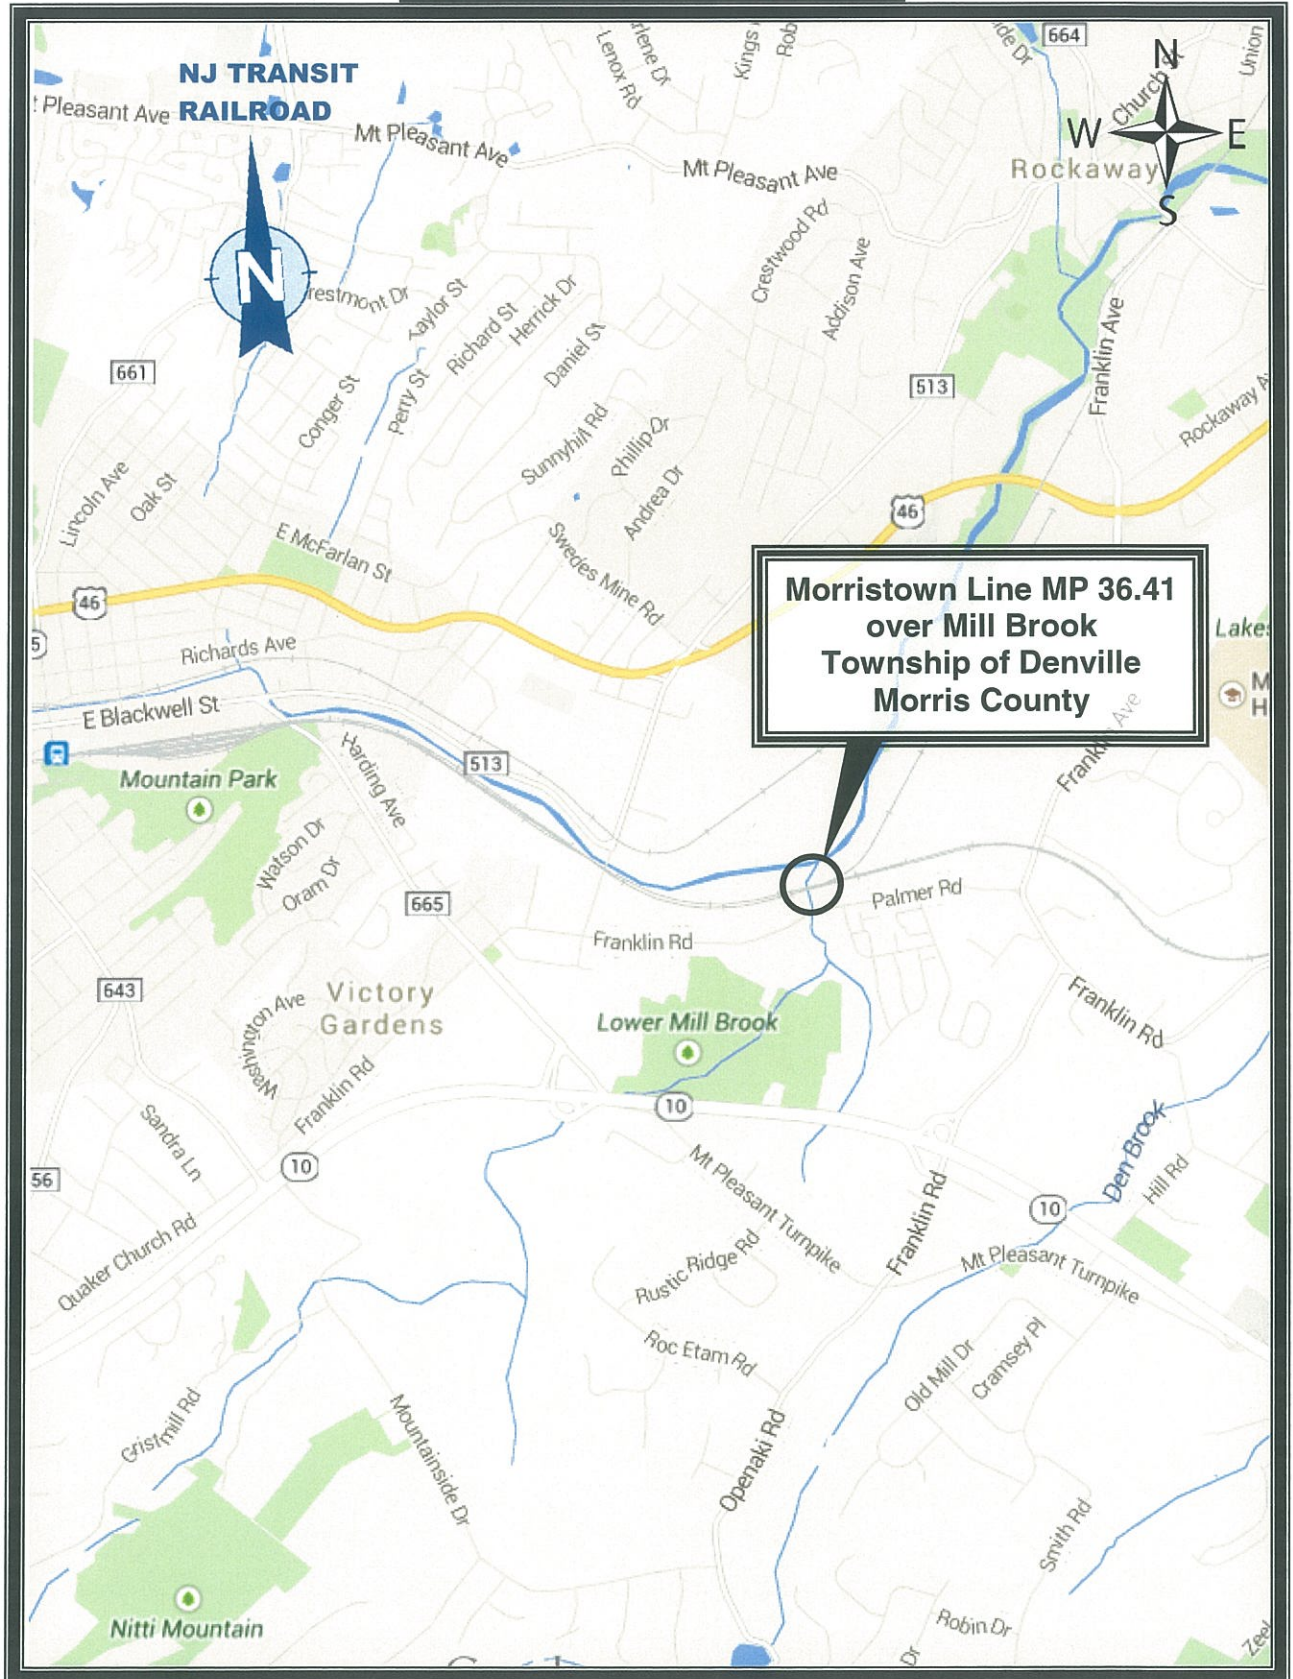 NJ TRANSIT
RAILROAD
N
Lenox Rd
664
N
W
E
S
Church St
Union
t Pleasant Ave
Mt Pleasant Ave
Mt Pleasant Ave
Rockaway
Crestwood Rd
Addison Ave
restmont Dr
Taylor St
Richard St
Herrick Dr
Daniel St
661
513
Franklin Ave
Conger St
Perry St
Sunnyhill Rd
Phillip Dr
Andrea Dr
Rockaway A
Lincoln Ave
Oak St
46
E McFarlan St
Swedes Mine Rd
46
Morristown Line MP 36.41
over Mill Brook
Township of Denville
Morris County
Lake
M
H
5
Richards Ave
E Blackwell St
Franklin Ave
Harding Ave
513
Mountain Park
Watson Dr
Oram Dr
665
Palmer Rd
Franklin Rd
643
Victory
Gardens
Washington Ave
Lower Mill Brook
Franklin Rd
Franklin Rd
10
Den Brook
Sandra Ln
10
56
Mt Pleasant Turnpike
Hill Rd
10
Quaker Church Rd
Franklin Rd
Rustic Ridge Rd
Mt Pleasant Turnpike
Roc Etam Rd
Old Mill Dr
Cramsey Pl
Gristmill Rd
Mountainside Dr
Openaki Rd
Smith Rd
Nitti Mountain
Robin Dr
Dr
Zeek